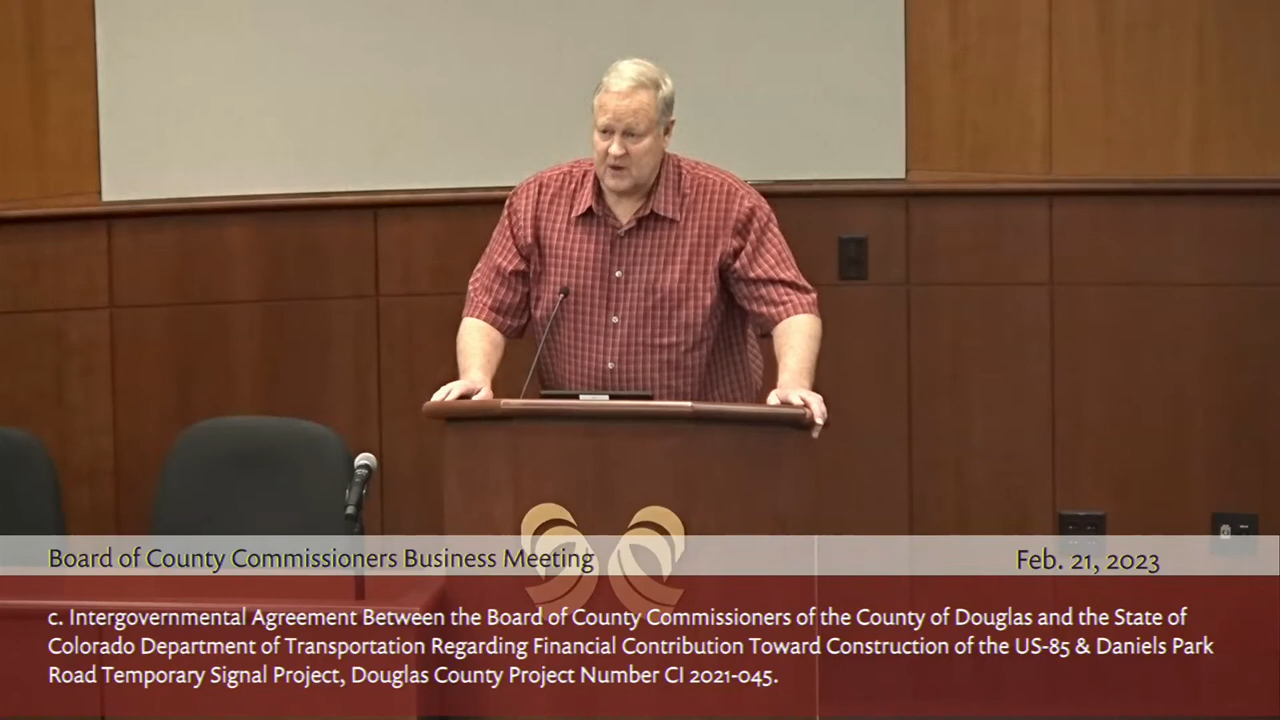 Board of County Commissioners Business Meeting
Feb. 21, 2023
c. Intergovernmental Agreement Between the Board of County Commissioners of the County of Douglas and the State of
Colorado Department of Transportation Regarding Financial Contribution Toward Construction of the US-85 & Daniels Park
Road Temporary Signal Project, Douglas County Project Number CI 2021-045.